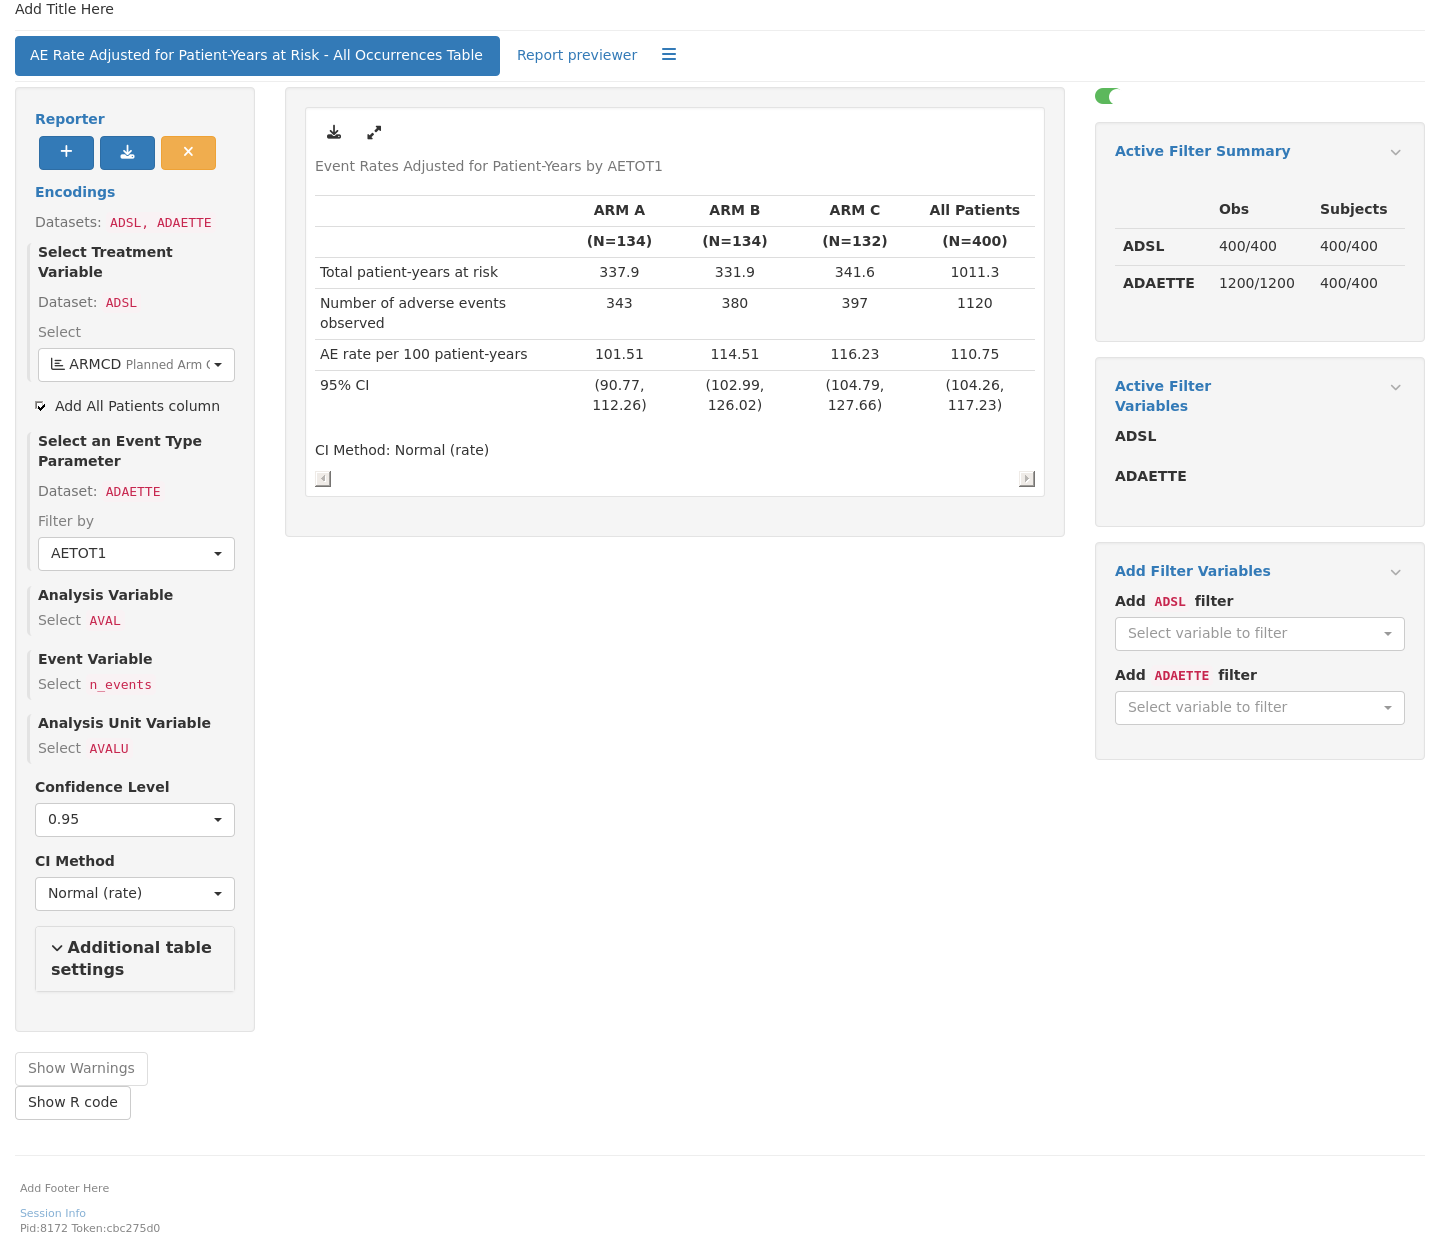 Add Title Here
AE Rate Adjusted for Patient-Years at Risk - All Occurrences Table
Report previewer
Reporter
Encodings
Datasets: ADSL, ADAETTE
Select Treatment
Variable
Dataset: ADSL
Select
ARMCD Planned Arm
Add All Patients column
Select an Event Type
Parameter
Dataset: ADAETTE
Filter by
AETOT1
Analysis Variable
Select AVAL
Event Variable
Select n_events
Analysis Unit Variable
Select AVALU
Confidence Level
0.95
CI Method
Normal (rate)
Additional table
settings
Show Warnings
Show R code
Event Rates Adjusted for Patient-Years by AETOT1
ARM A ARM B ARM C All Patients
(N=134) (N=134) (N=132) (N=400)
Total patient-years at risk 337.9 331.9 341.6 1011.3
Number of adverse events 343 380 397 1120
observed
AE rate per 100 patient-years 101.51 114.51 116.23 110.75
95% CI (90.77, (102.99, (104.79, (104.26,
112.26) 126.02) 127.66) 117.23)
CI Method: Normal (rate)
Active Filter Summary
Obs Subjects
ADSL 400/400 400/400
ADAETTE 1200/1200 400/400
Active Filter
Variables
ADSL
ADAETTE
Add Filter Variables
Add ADSL filter
Select variable to filter
Add ADAETTE filter
Select variable to filter
Add Footer Here
Session Info
Pid:8172 Token:cbc275d0